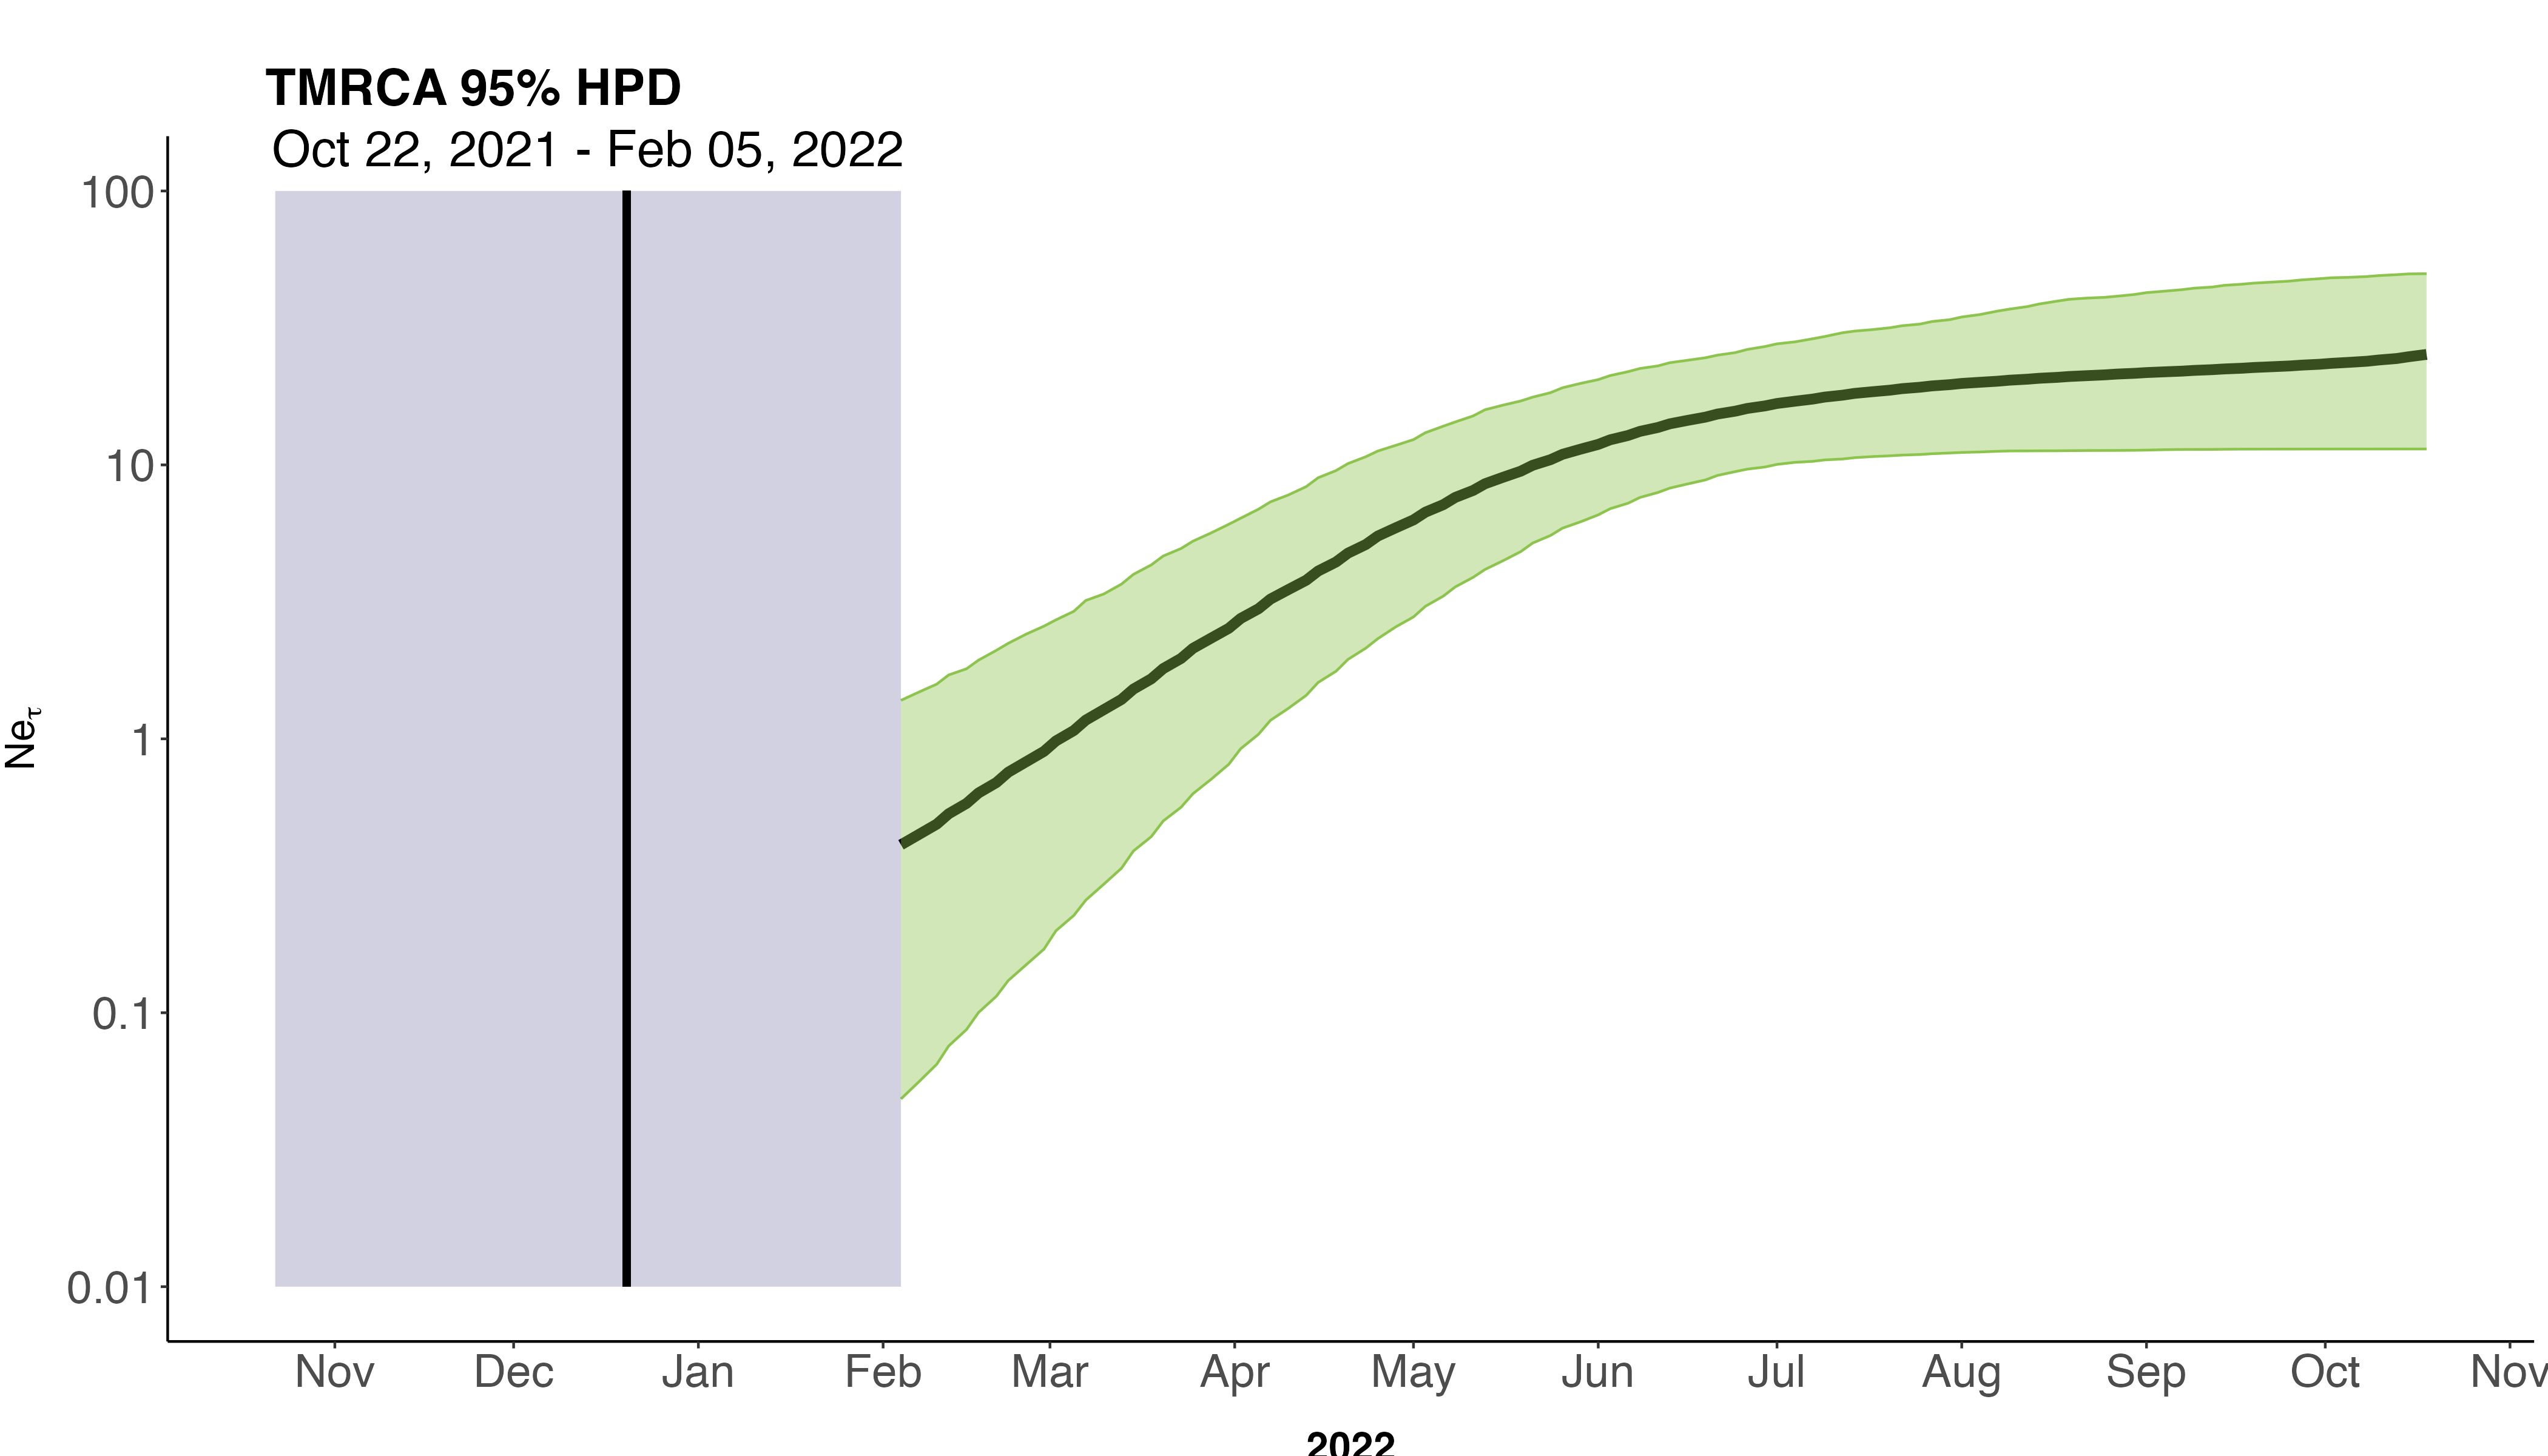 TMRCA 95% HPD
Oct 22, 2021 - Feb 05, 2022
100
10
1
0.1
0.01
Neτ
Nov Dec Jan Feb Mar Apr May Jun Jul Aug Sep Oct Nov
2022